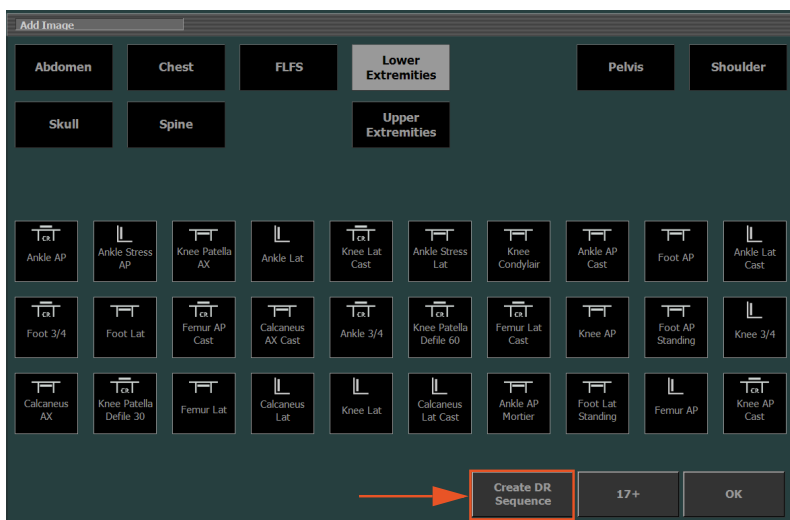 Add Image
Abdomen
Chest
FLFS
Lower
Extremities
Pelvis
Shoulder
Skull
Spine
Upper
Extremities
CR
Ankle AP
Ankle Stress
AP
Knee Patella
AX
Ankle Lat
CR
Knee Lat
Cast
Ankle Stress
Lat
Knee
Condylair
Ankle AP
Cast
Foot AP
Ankle Lat
Cast
CR
Foot 3/4
Foot Lat
CR
Femur AP
Cast
Calcaneus
AX Cast
CR
Ankle 3/4
CR
Knee Patella
Defile 60
CR
Femur Lat
Cast
Knee AP
Foot AP
Standing
Knee 3/4
Calcaneus
AX
CR
Knee Patella
Defile 30
Femur Lat
Calcaneus
Lat
Knee Lat
Calcaneus
Lat Cast
Ankle AP
Mortier
Foot Lat
Standing
Femur AP
CR
Knee AP
Cast
Create DR
Sequence
17+
OK